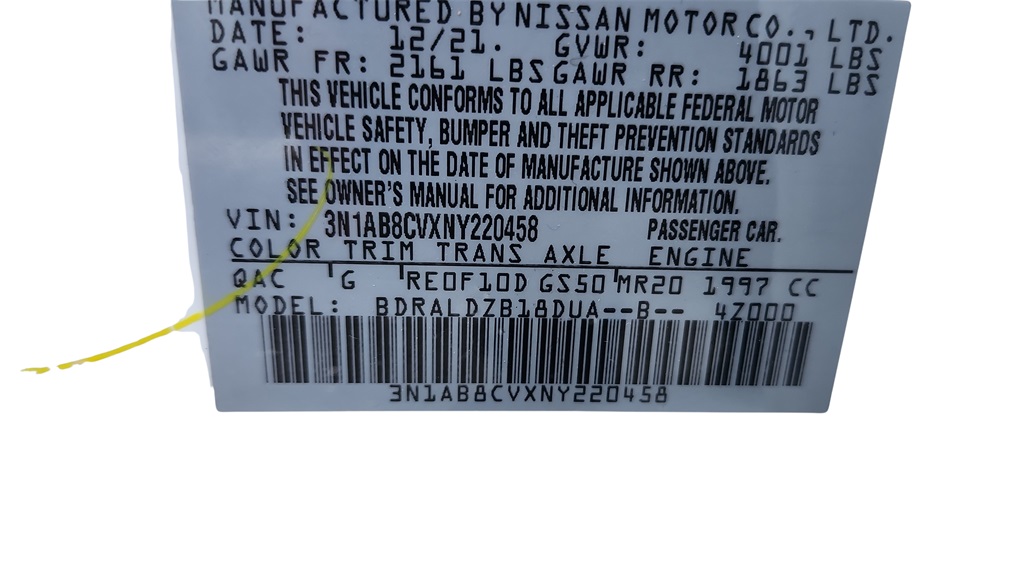 MANUFACTURED BY NISSAN MOTOR CO., LTD.
DATE: 12/21. GVWR: 4001 LBS
GAWR FR: 2161 LBS GAWR RR: 1863 LBS
THIS VEHICLE CONFORMS TO ALL APPLICABLE FEDERAL MOTOR
VEHICLE SAFETY, BUMPER AND THEFT PREVENTION STANDARDS
IN EFFECT ON THE DATE OF MANUFACTURE SHOWN ABOVE.
SEE OWNER'S MANUAL FOR ADDITIONAL INFORMATION.
VIN: 3N1AB8CVXNY220458 PASSENGER CAR.
COLOR TRIM TRANS AXLE ENGINE
QAC G RE0F10D GS50 MR20 1997 CC
MODEL: BDRALDZB18DUA--B-- 4Z000
3N1AB8CVXNY220458